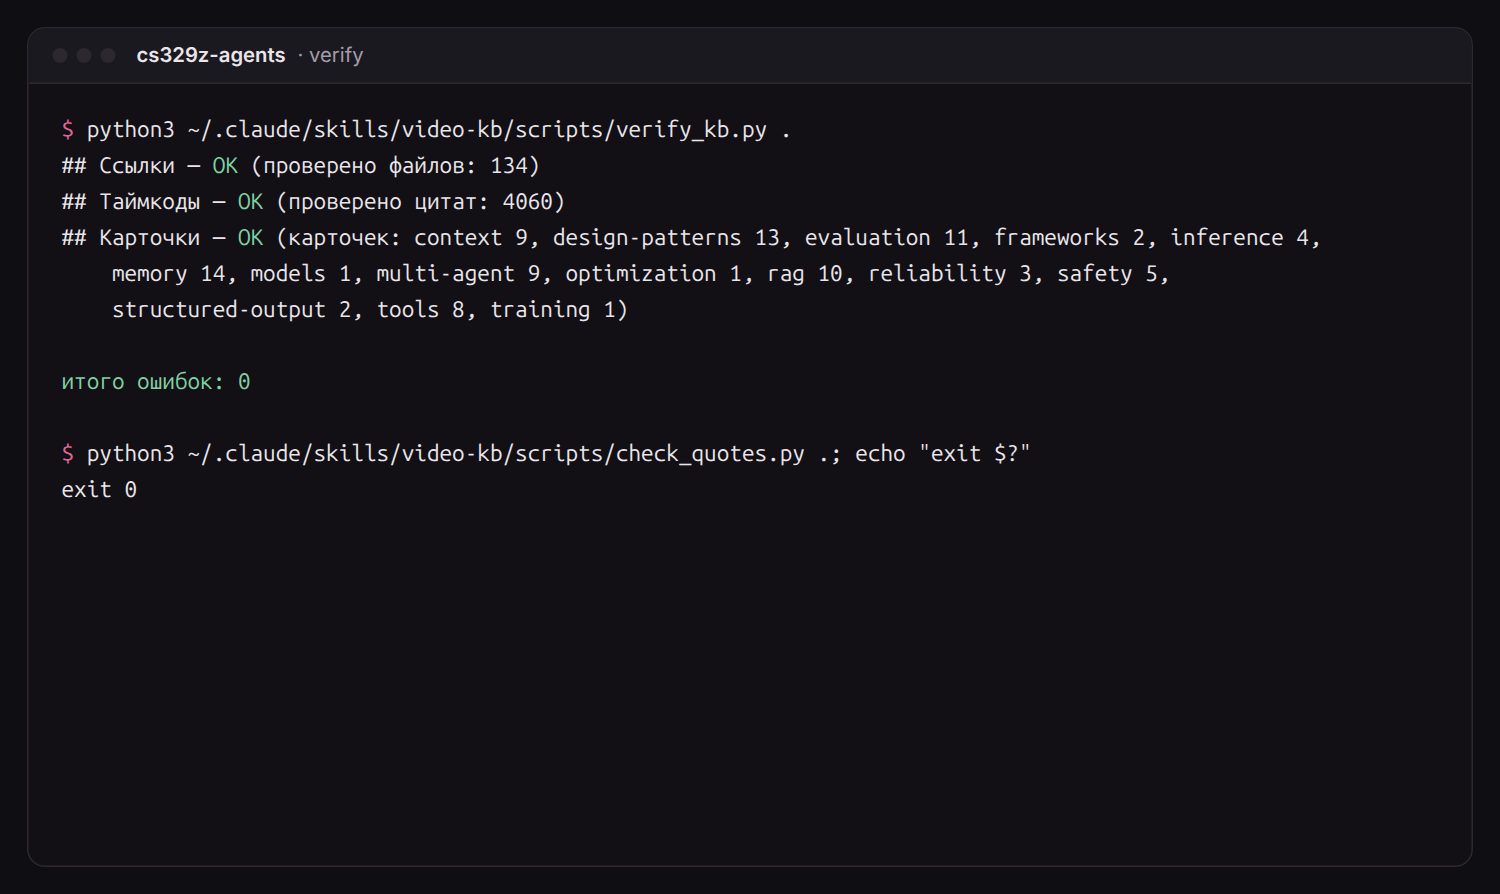 cs329z-agents · verify
$ python3 ~/.claude/skills/video-kb/scripts/verify_kb.py .
## Ссылки — OK (проверено файлов: 134)
## Таймкоды — OK (проверено цитат: 4060)
## Карточки — OK (карточек: context 9, design-patterns 13, evaluation 11, frameworks 2, inference 4,
memory 14, models 1, multi-agent 9, optimization 1, rag 10, reliability 3, safety 5,
structured-output 2, tools 8, training 1)
итого ошибок: 0
$ python3 ~/.claude/skills/video-kb/scripts/check_quotes.py .; echo "exit $?"
exit 0